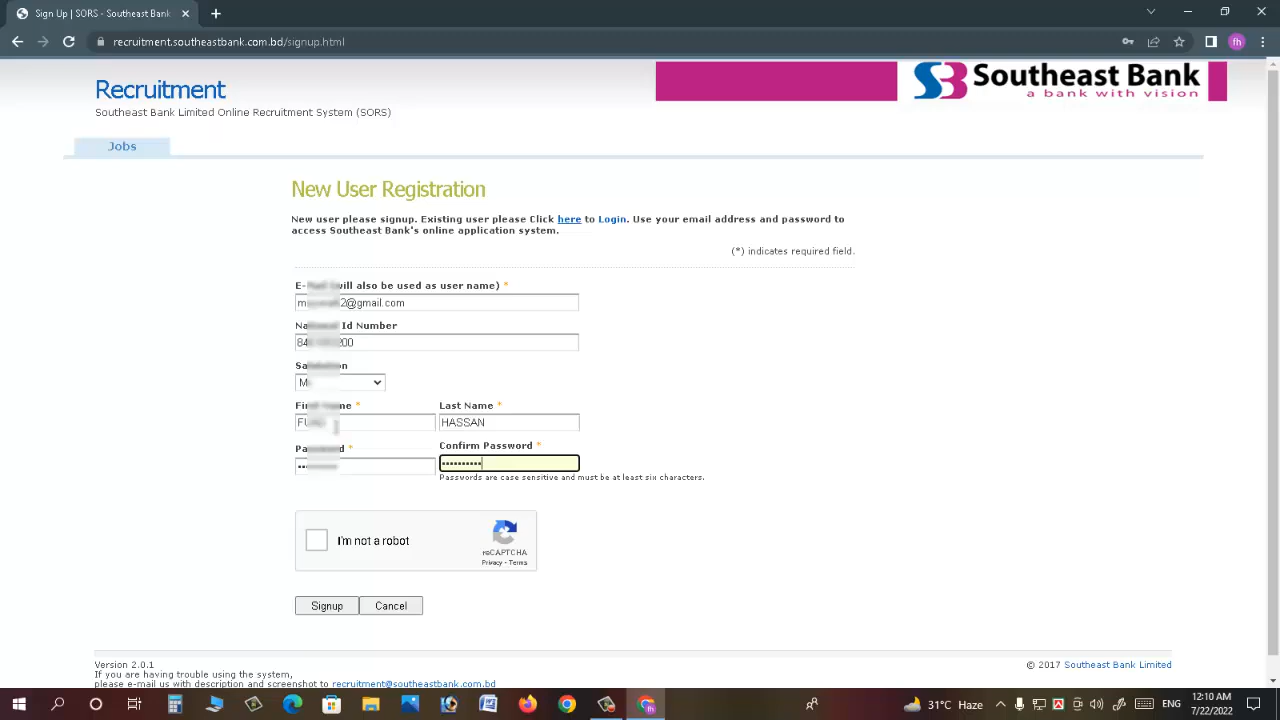 Sign Up | SORS - Southeast Bank
recruitment.southeastbank.com.bd/signup.html
fh
Recruitment
Southeast Bank Limited Online Recruitment System (SORS)
Southeast Bank
a bank with vision
Jobs
New User Registration
New user please signup. Existing user please Click here to Login. Use your email address and password to
access Southeast Bank's online application system.
(*) indicates required field.
(will also be used as user name) *
2@gmail.com
Id Number
200
First Name * Last Name *
HASSAN
* Confirm Password *
Passwords are case sensitive and must be at least six characters.
I'm not a robot
reCAPTCHA
Privacy - Terms
Signup Cancel
Version 2.0.1
© 2017 Southeast Bank Limited
If you are having trouble using the system,
please e-mail us with description and screenshot to recruitment@southeastbank.com.bd
31°C Haze
ENG
12:10 AM
7/22/2022